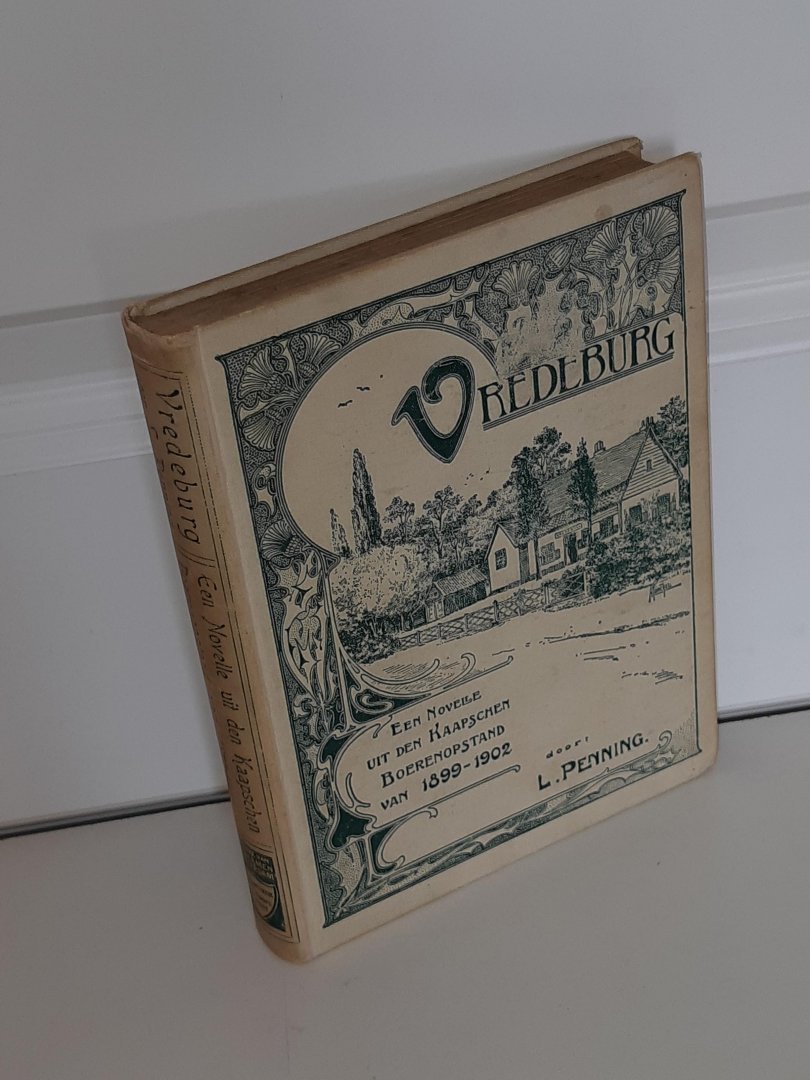 VREDEBURG
EEN NOVELLE
UIT DEN KAAPSCHEN
BOERENOPSTAND
VAN 1899-1902
door
L. PENNING.
Vredeburg || Een Novelle uit den Kaapschen